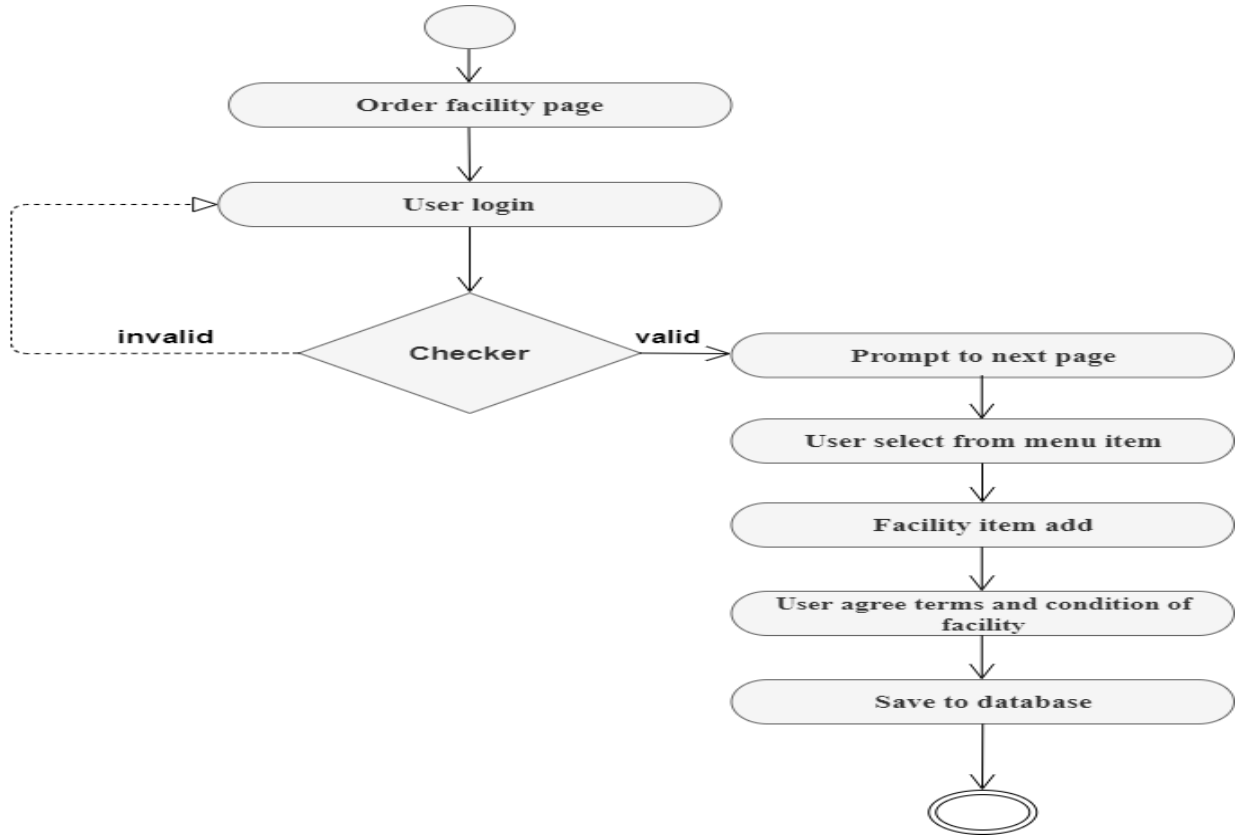 Order facility page
User login
invalid
Checker
valid
Prompt to next page
User select from menu item
Facility item add
User agree terms and condition of
facility
Save to database